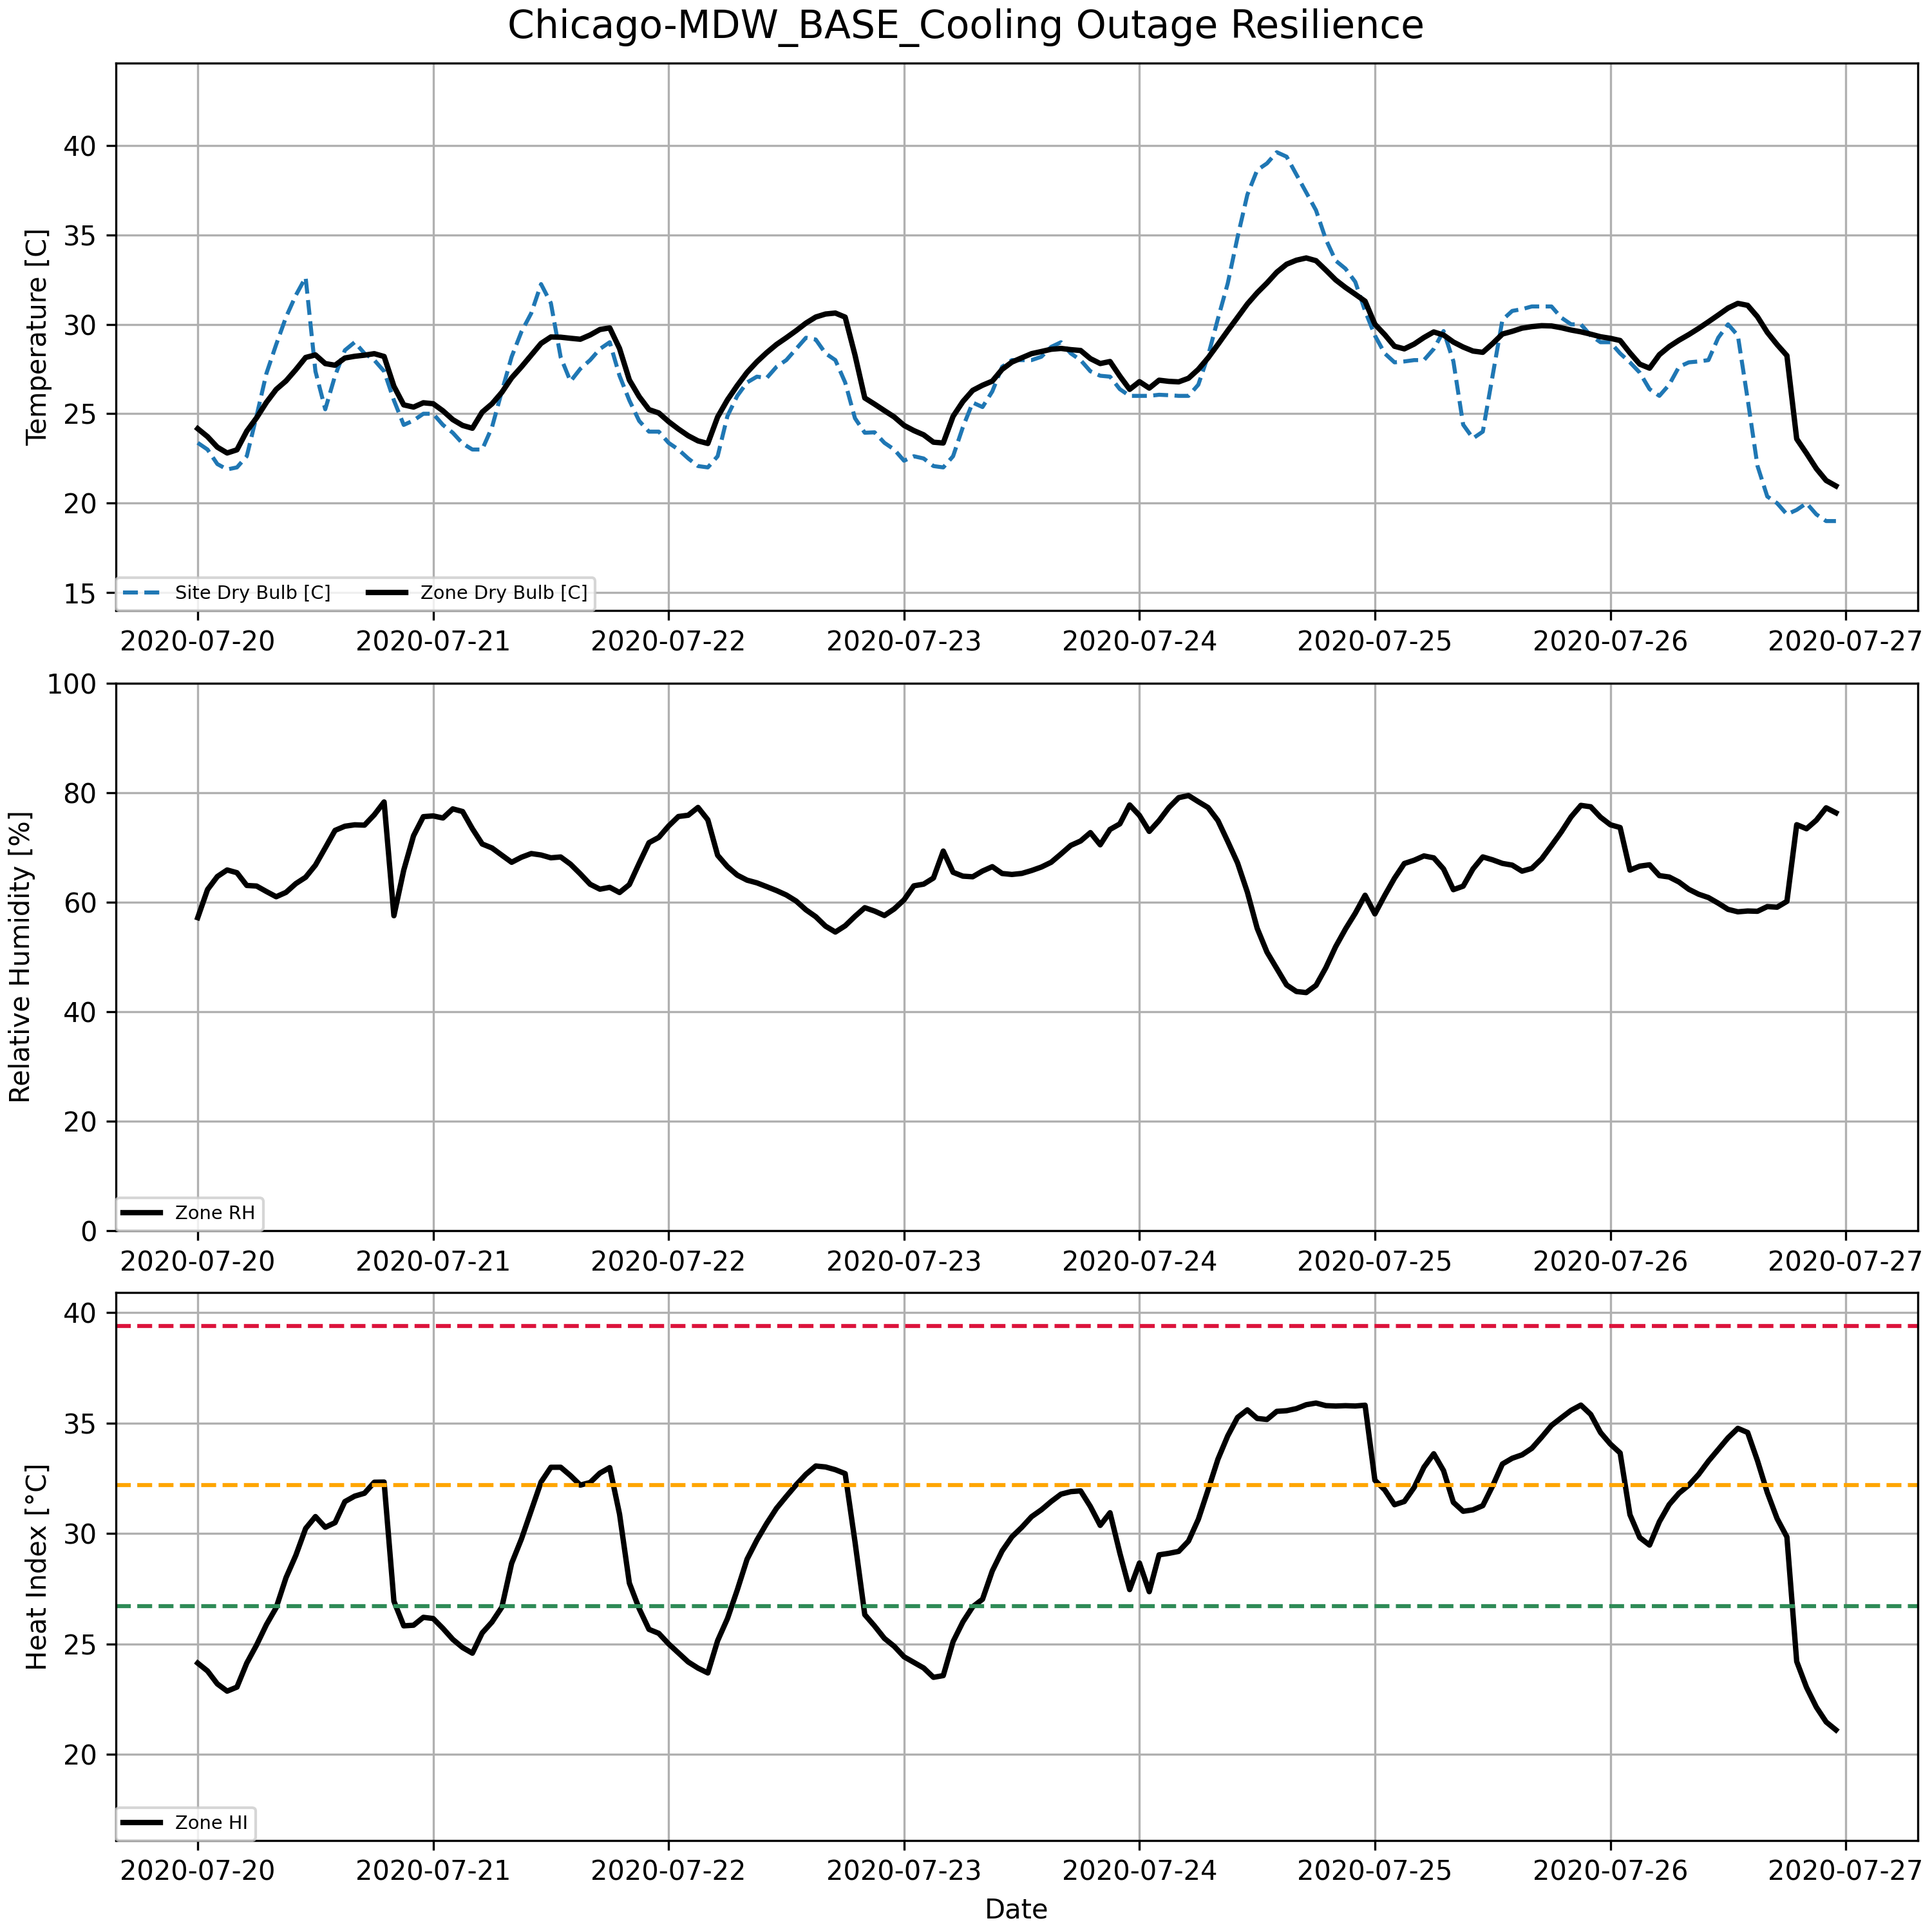 Chicago-MDW_BASE_Cooling Outage Resilience
Temperature [C]
40
35
30
25
20
15
Site Dry Bulb [C] Zone Dry Bulb [C]
2020-07-20 2020-07-21 2020-07-22 2020-07-23 2020-07-24 2020-07-25 2020-07-26 2020-07-27
Relative Humidity [%]
100
80
60
40
20
0
Zone RH
2020-07-20 2020-07-21 2020-07-22 2020-07-23 2020-07-24 2020-07-25 2020-07-26 2020-07-27
Heat Index [°C]
40
35
30
25
20
Zone HI
2020-07-20 2020-07-21 2020-07-22 2020-07-23 2020-07-24 2020-07-25 2020-07-26 2020-07-27
Date